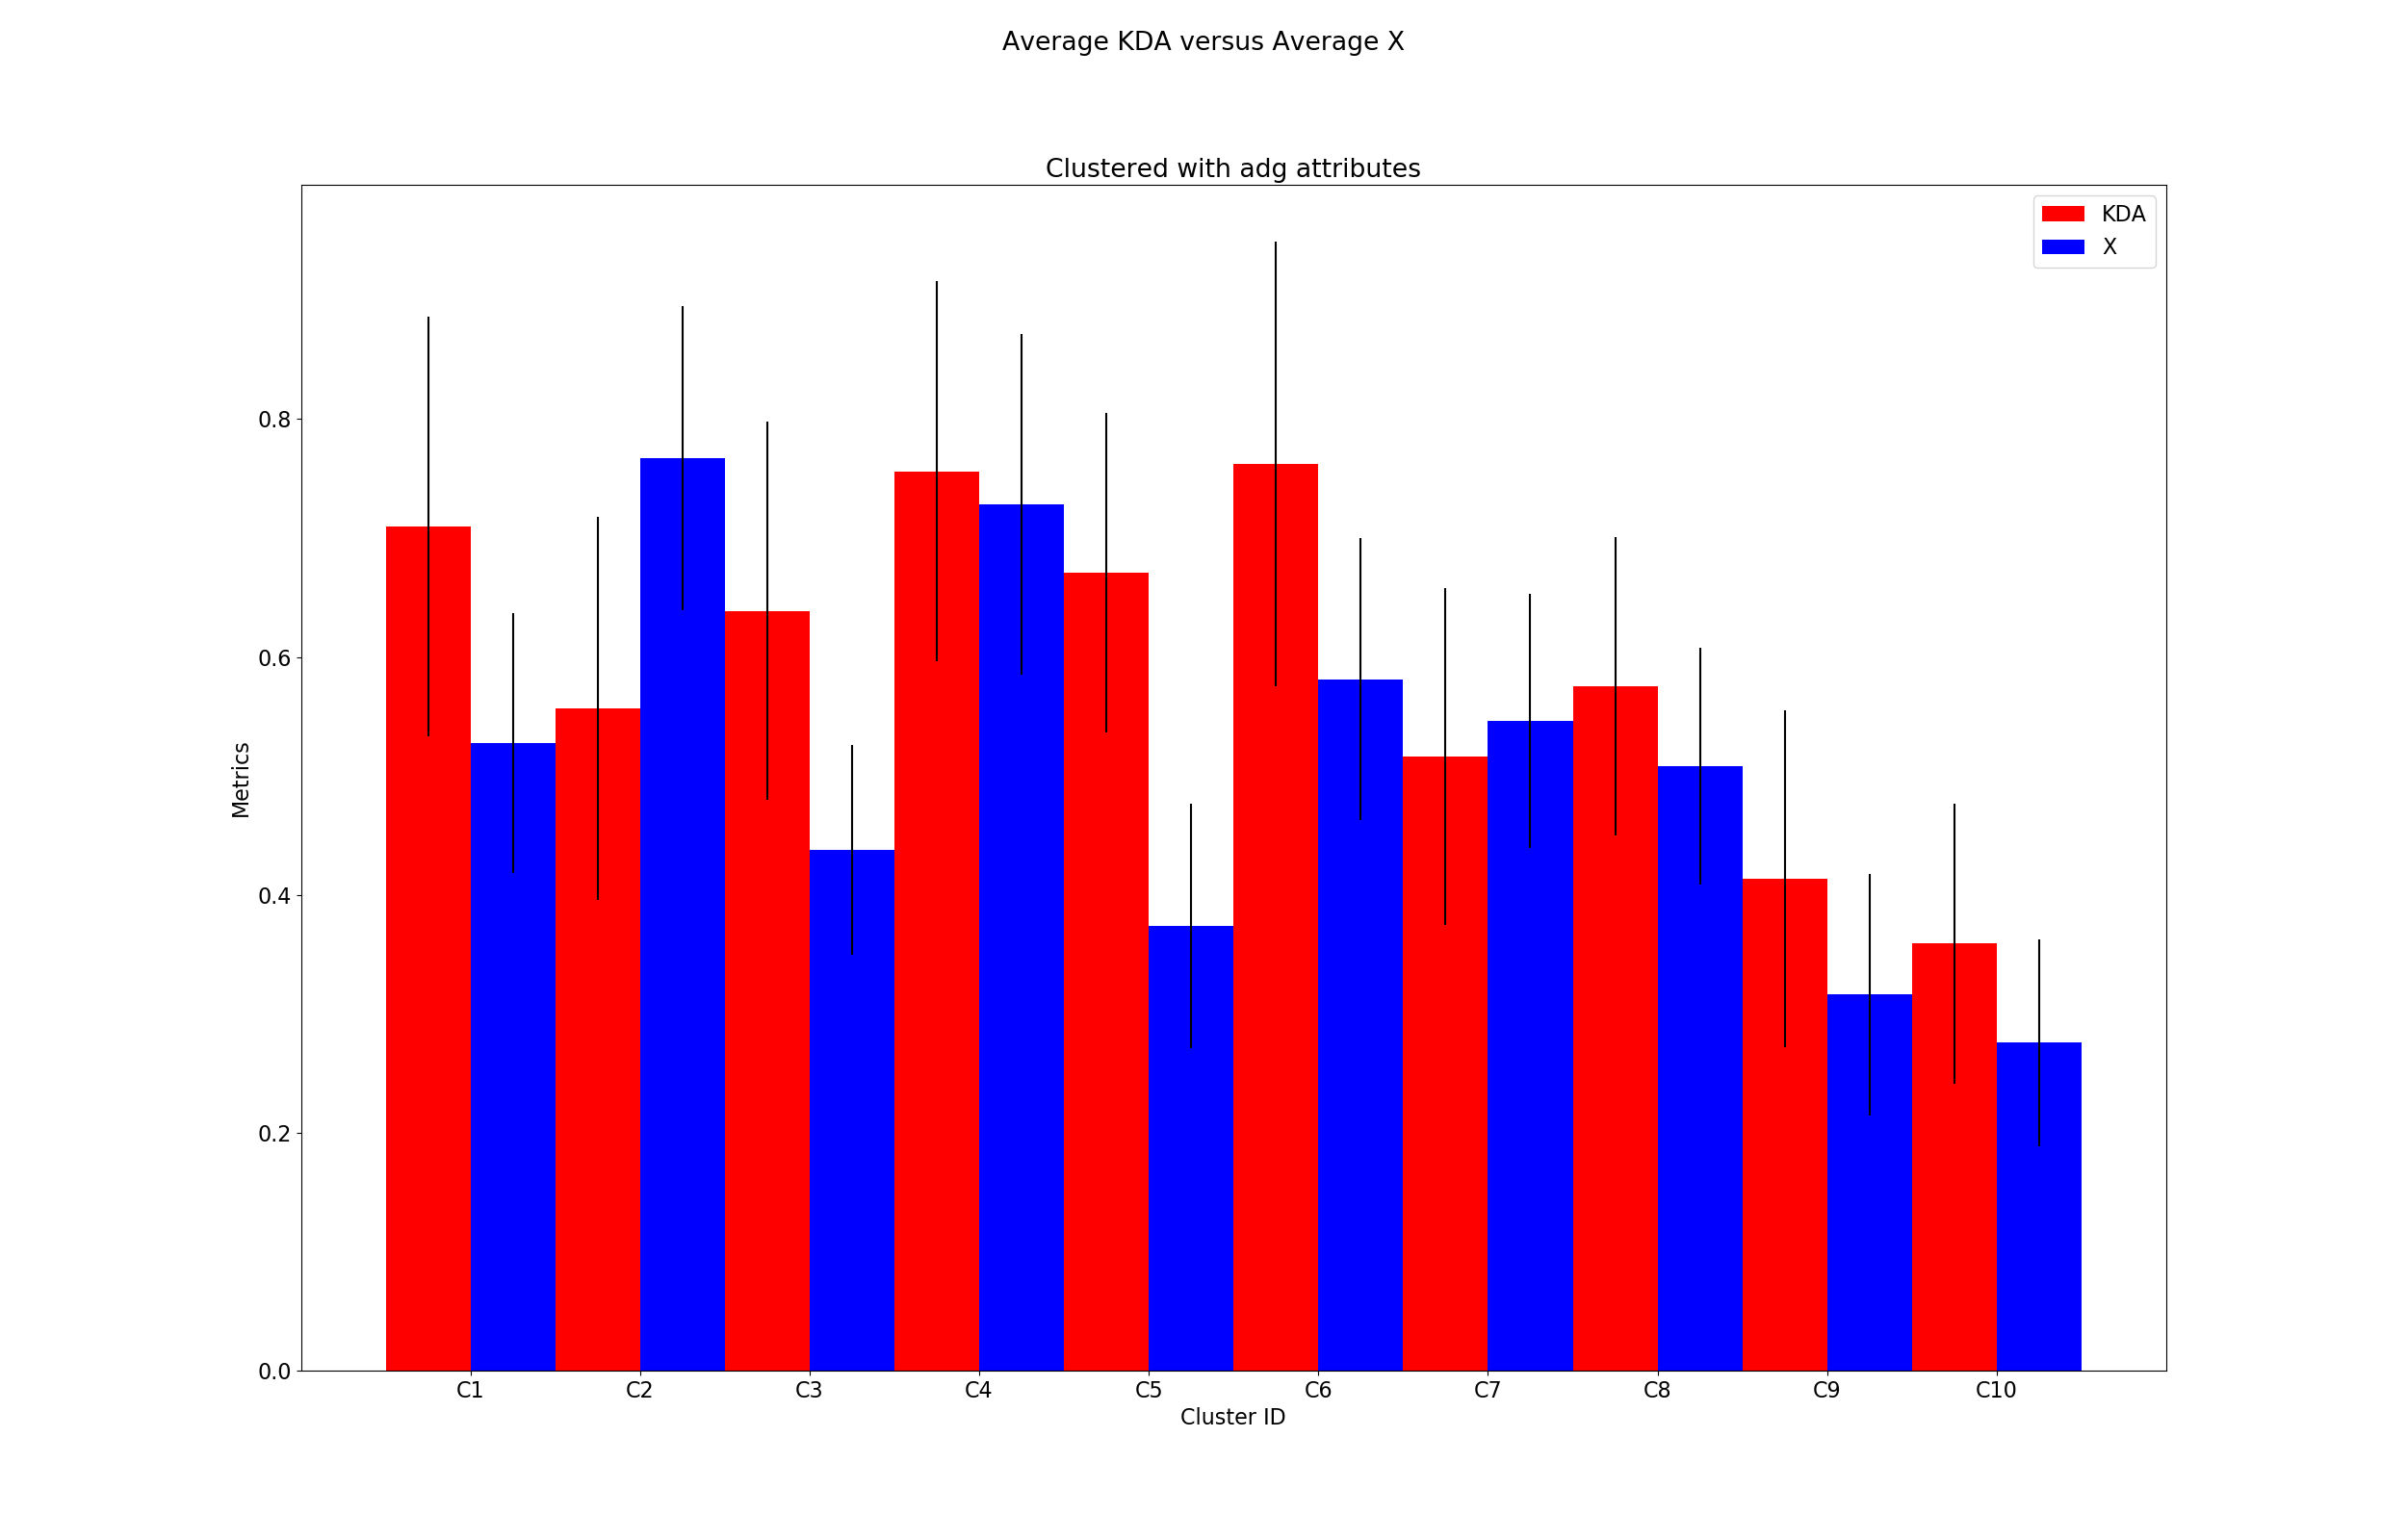 Average KDA versus Average X
Clustered with adg attributes
KDA
X
0.8
0.6
0.4
0.2
0.0
Metrics
C1 C2 C3 C4 C5 C6 C7 C8 C9 C10
Cluster ID